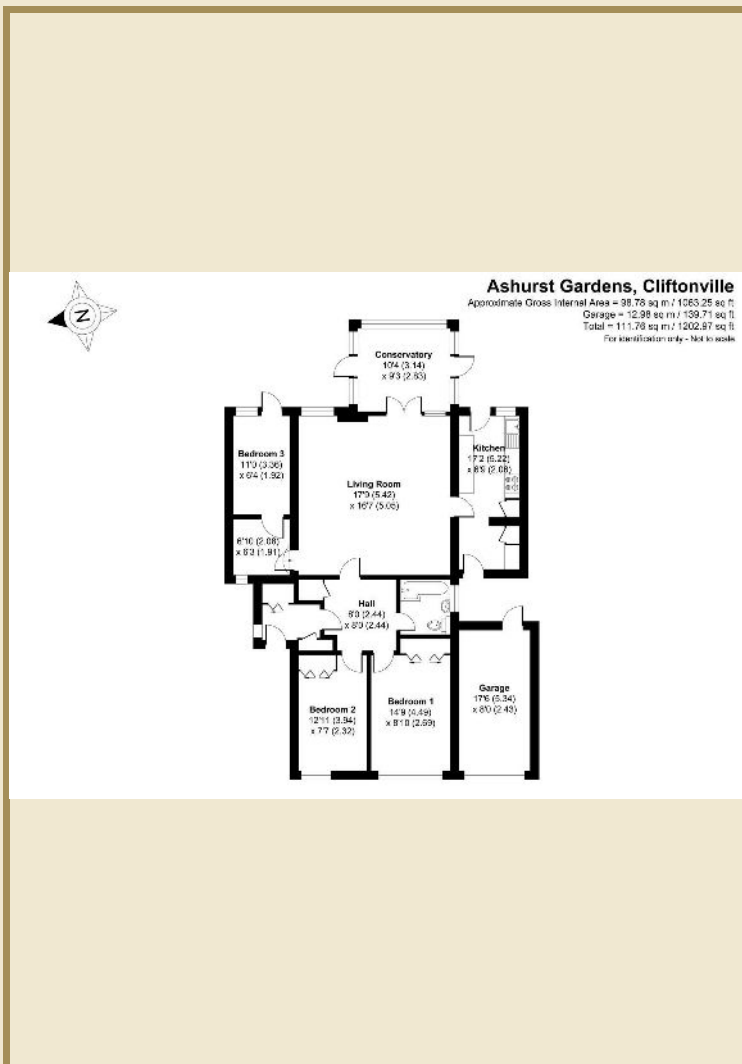 Ashurst Gardens, Cliftonville
Approximate Gross Internal Area = 98.78 sq m / 1063.25 sq ft
Garage = 12.98 sq m / 139.71 sq ft
Total = 111.76 sq m / 1202.97 sq ft
For identification only - Not to scale
N
Conservatory
10'4 (3.14)
x 9'3 (2.83)
Kitchen
17'2 (5.22)
x 6'9 (2.06)
Bedroom 3
11'0 (3.36)
x 6'4 (1.92)
Living Room
17'9 (5.42)
x 16'7 (5.05)
6'10 (2.08)
x 6'3 (1.91)
Hall
8'0 (2.44)
x 8'0 (2.44)
Bedroom 2
12'11 (3.94)
x 7'7 (2.32)
Bedroom 1
14'9 (4.49)
x 8'10 (2.69)
Garage
17'6 (5.34)
x 8'0 (2.43)